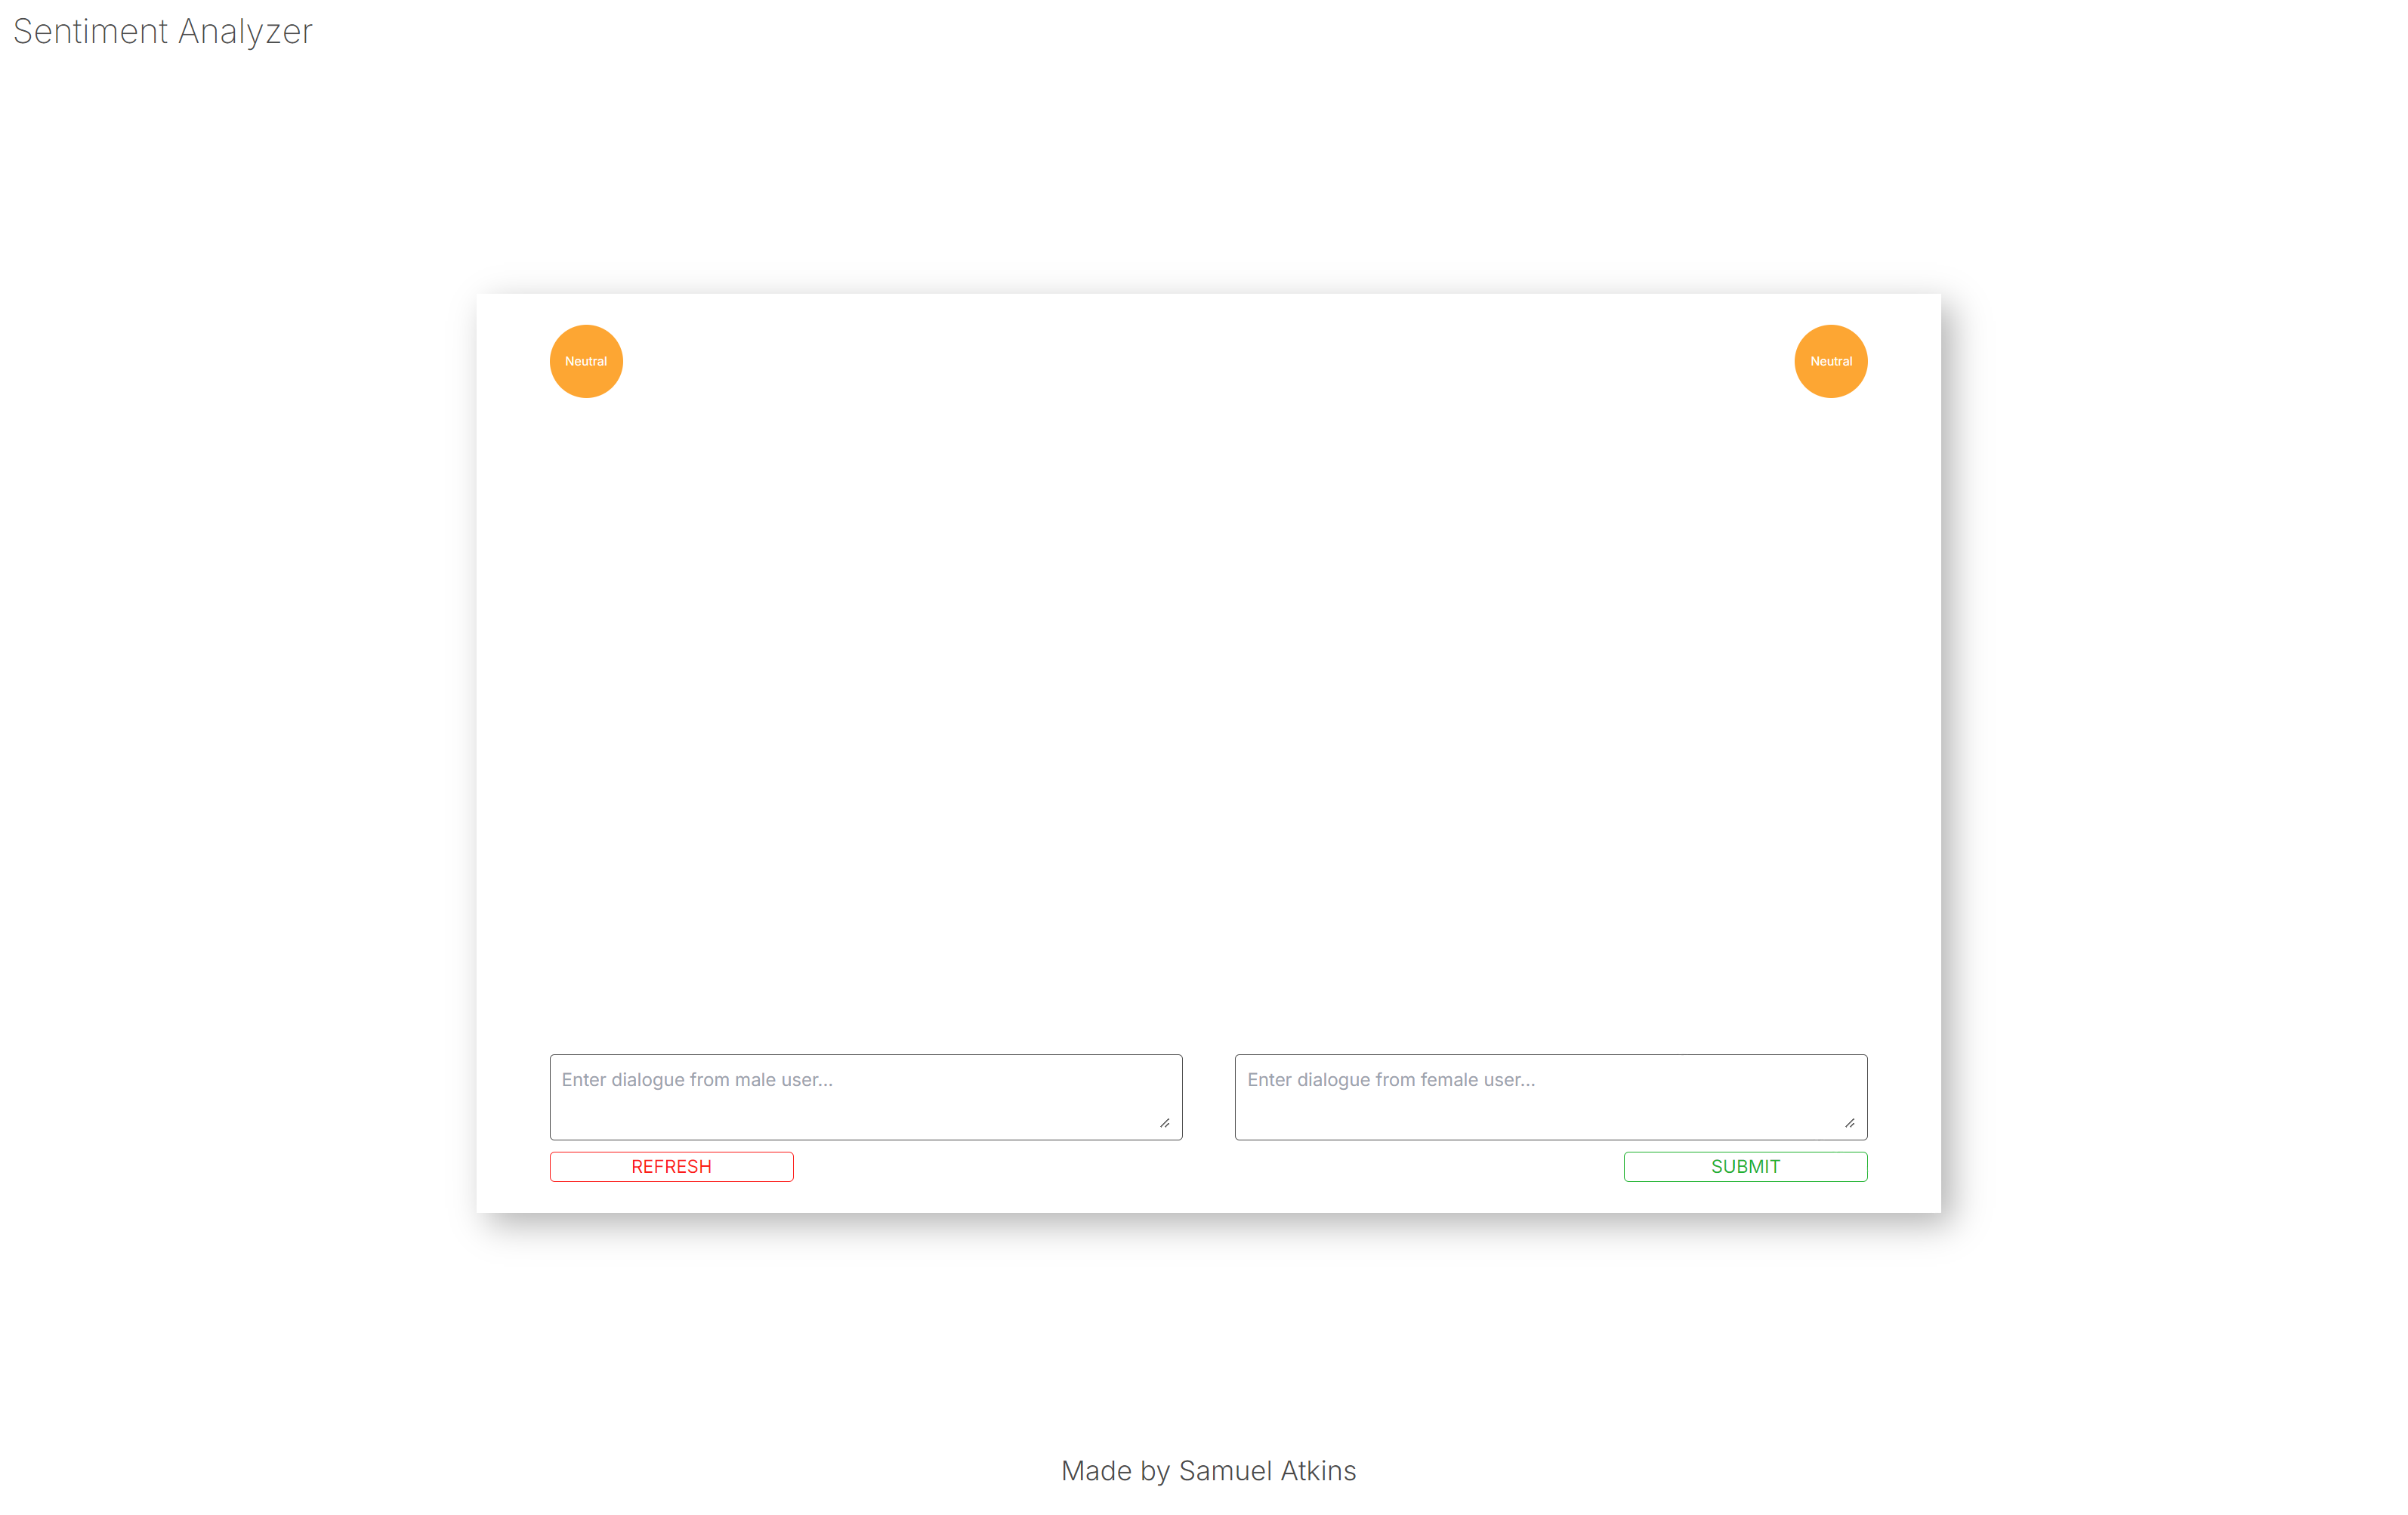 Sentiment Analyzer
Neutral
Neutral
Enter dialogue from male user...
Enter dialogue from female user...
REFRESH
SUBMIT
Made by Samuel Atkins